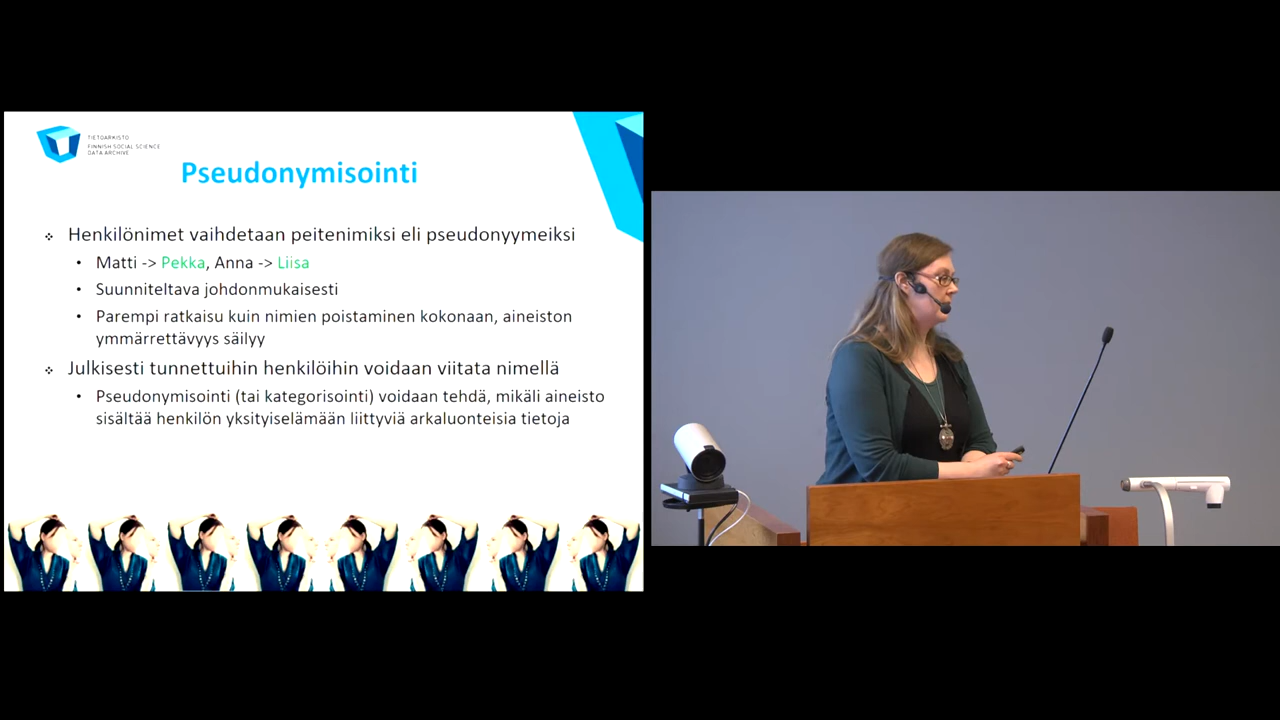 TIETOARKISTO
FINNISH SOCIAL SCIENCE
DATA ARCHIVE
Pseudonymisointi
Henkilönimet vaihdetaan peitenimiksi eli pseudonyymeiksi
Matti -> Pekka, Anna -> Liisa
Suunniteltava johdonmukaisesti
Parempi ratkaisu kuin nimien poistaminen kokonaan, aineiston
ymmärrettävyys säilyy
Julkisesti tunnettuihin henkilöihin voidaan viitata nimellä
Pseudonymisointi (tai kategorisointi) voidaan tehdä, mikäli aineisto
sisältää henkilön yksityiselämään liittyviä arkaluonteisia tietoja